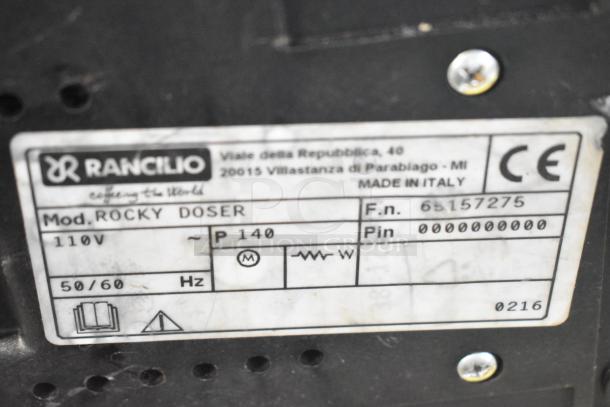 RANCILIO
coffeeing the World
Viale della Repubblica, 40
20015 Villastanza di Parabiago - MI
MADE IN ITALY
CE
Mod. ROCKY DOSER
F.n. 65157275
110V ~
P 140
Pin 0000000000
M
W
50/60 Hz
0216